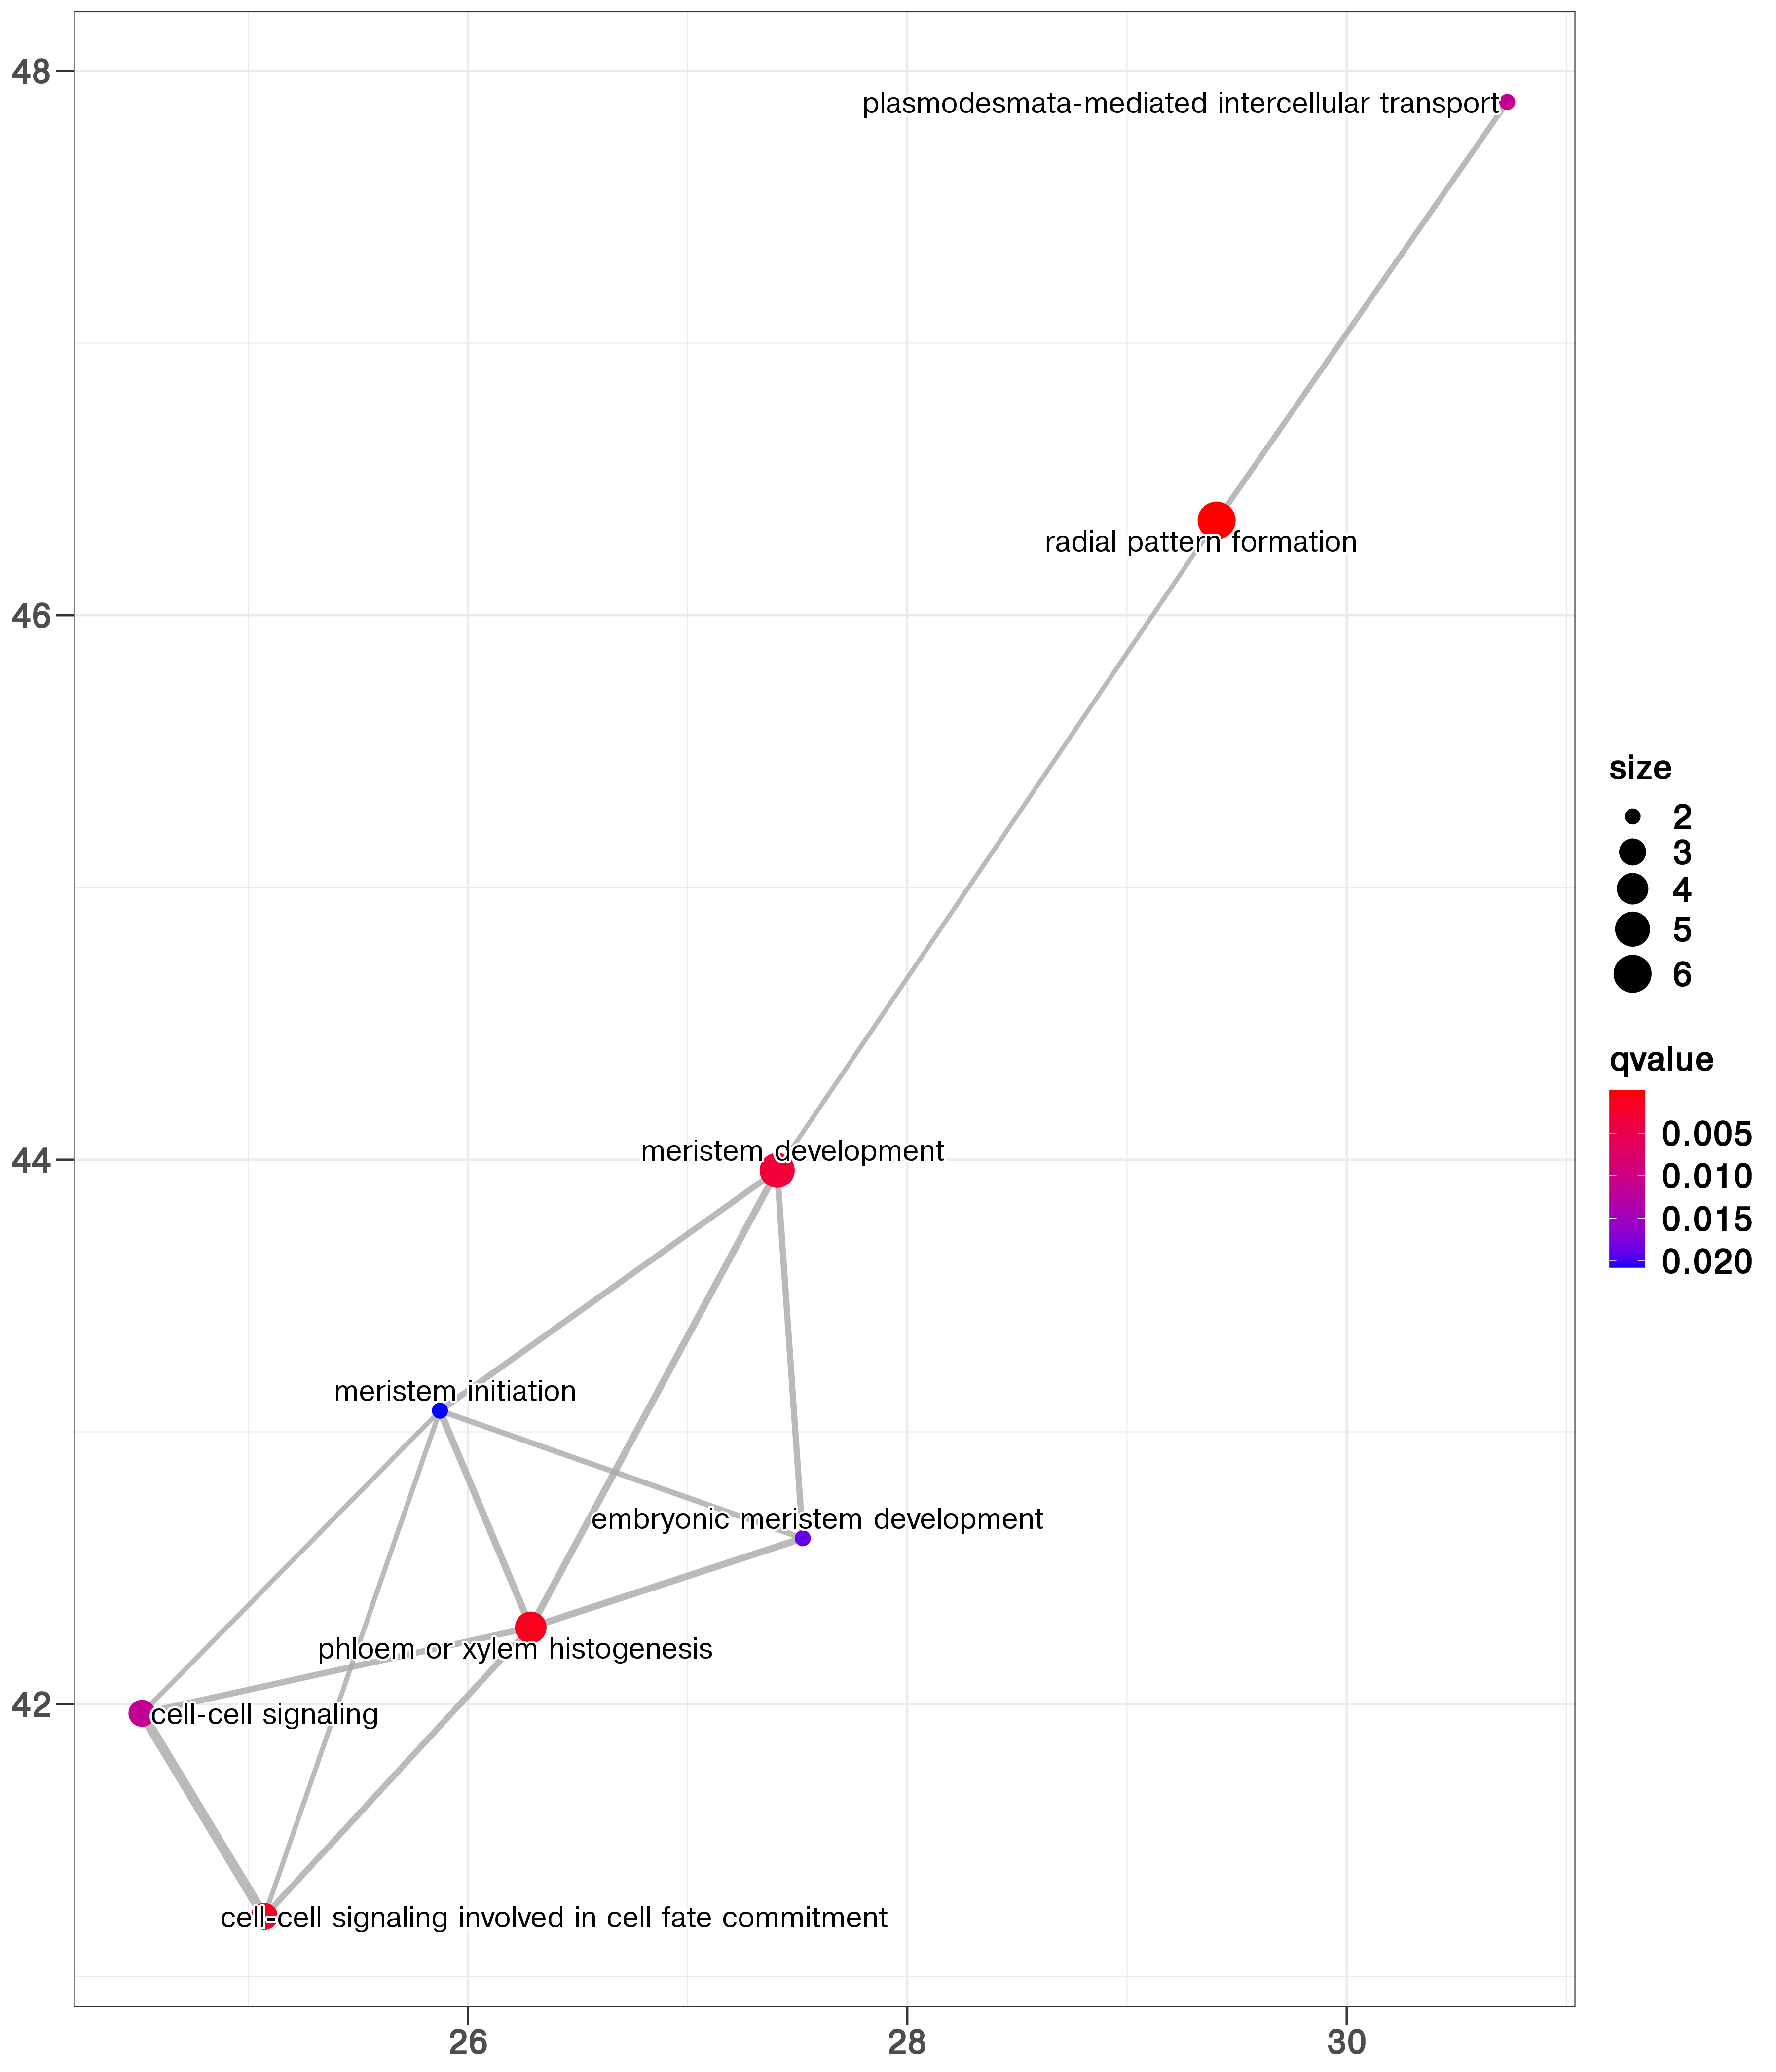 48
plasmodesmata-mediated intercellular transport
radial pattern formation
46
size
2
3
4
5
6
qvalue
0.005
0.010
0.015
0.020
meristem development
44
meristem initiation
embryonic meristem development
phloem or xylem histogenesis
42
cell-cell signaling
cell-cell signaling involved in cell fate commitment
26
28
30